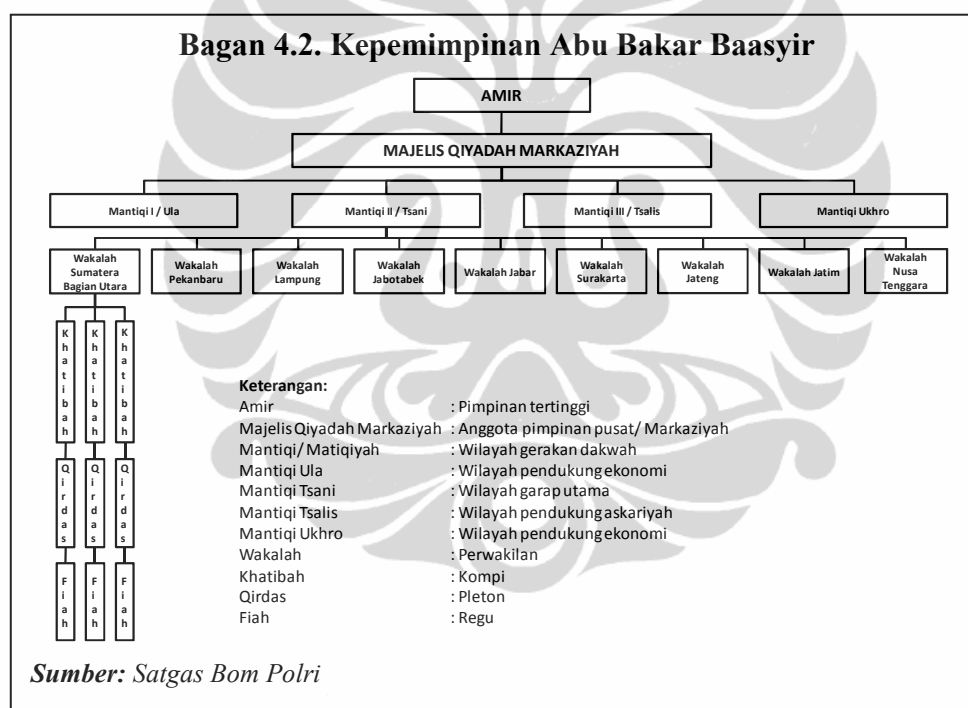 Bagan 4.2. Kepemimpinan Abu Bakar Baasyir
AMIR
MAJELIS QIYADAH MARKAZIYAH
Mantiqi I / Ula
Mantiqi II / Tsani
Mantiqi III / Tsalis
Mantiqi Ukhro
Wakalah
Sumatera
Bagian Utara
Wakalah
Pekanbaru
Wakalah
Lampung
Wakalah
Jabotabek
Wakalah Jabar
Wakalah
Surakarta
Wakalah
Jateng
Wakalah Jatim
Wakalah
Nusa
Tenggara
Khatibah
Khatibah
Khatibah
Qirdas
Qirdas
Qirdas
Fiah
Fiah
Fiah
Keterangan:
Amir : Pimpinan tertinggi
Majelis Qiyadah Markaziyah : Anggota pimpinan pusat/ Markaziyah
Mantiqi/ Matiqiyah : Wilayah gerakan dakwah
Mantiqi Ula : Wilayah pendukung ekonomi
Mantiqi Tsani : Wilayah garap utama
Mantiqi Tsalis : Wilayah pendukung askariyah
Mantiqi Ukhro : Wilayah pendukung ekonomi
Wakalah : Perwakilan
Khatibah : Kompi
Qirdas : Pleton
Fiah : Regu
Sumber: Satgas Bom Polri